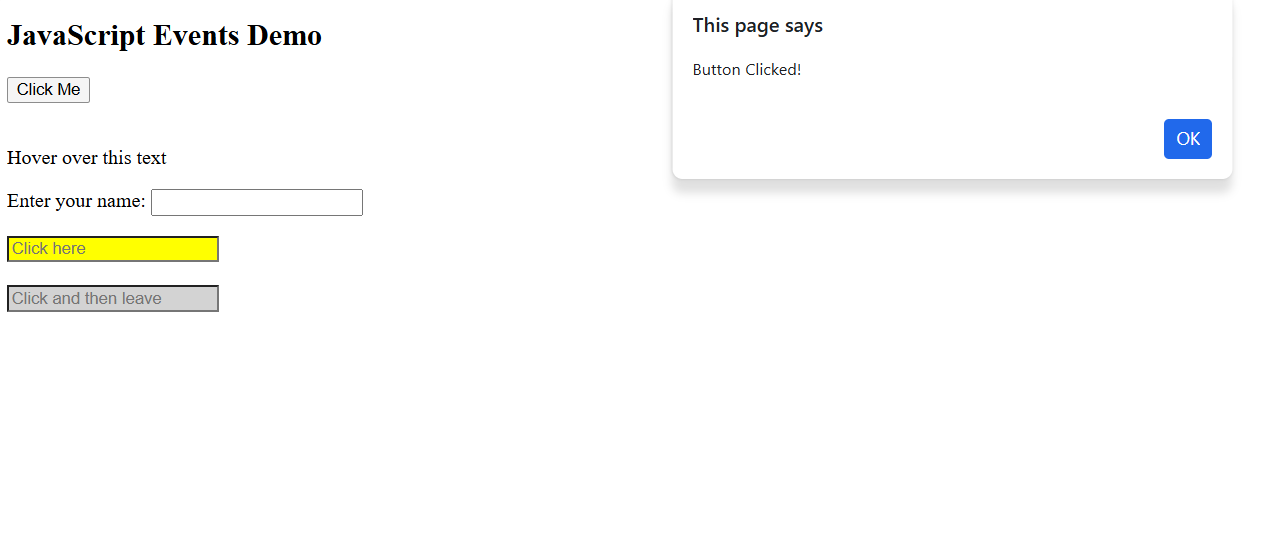 JavaScript Events Demo
Click Me
Hover over this text
Enter your name:
Click here
Click and then leave
This page says
Button Clicked!
OK